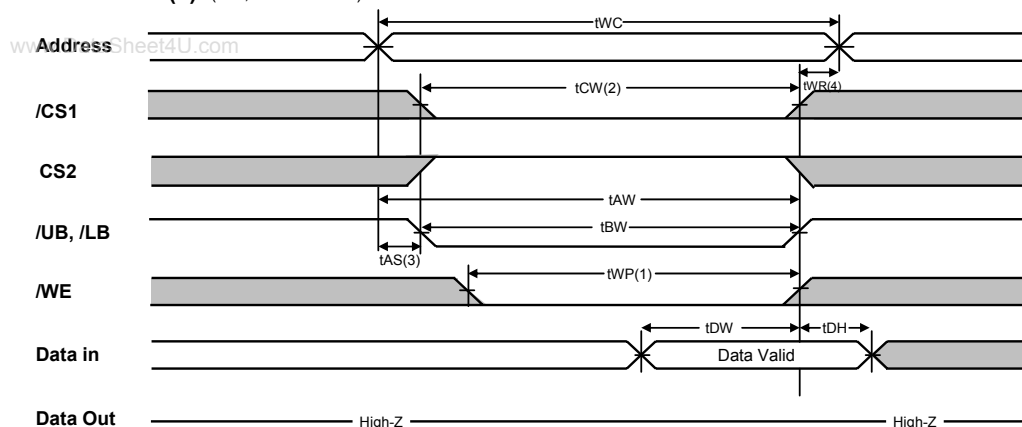 tWC
www.DataSheet4U.com
Address
tCW(2)
tWR(4)
/CS1
CS2
tAW
/UB, /LB
tBW
tAS(3)
/WE
tWP(1)
tDW
tDH
Data in
Data Valid
Data Out
High-Z
High-Z